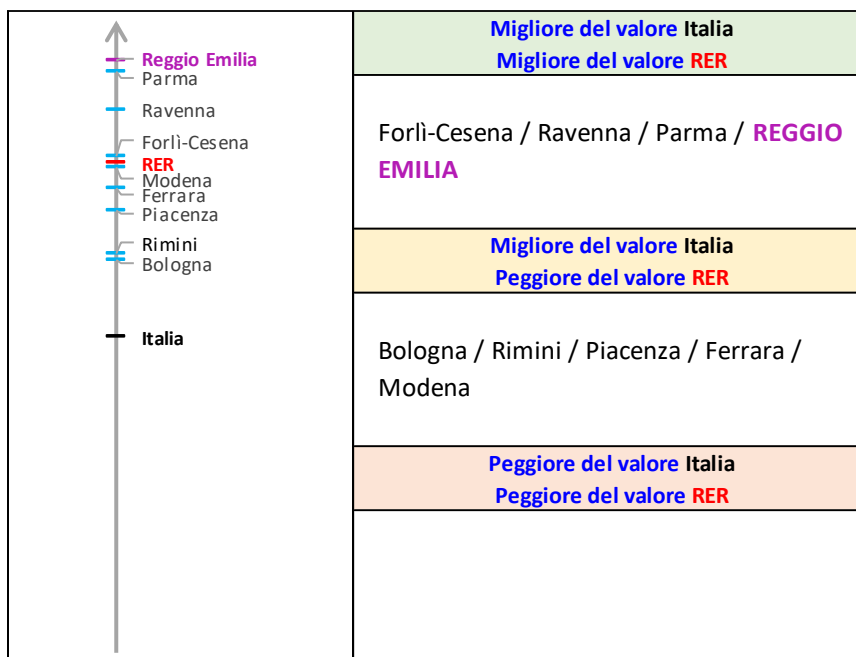 Reggio Emilia
Parma
Ravenna
Forlì-Cesena
RER
Modena
Ferrara
Piacenza
Rimini
Bologna
Italia
Migliore del valore Italia
Migliore del valore RER
Forlì-Cesena / Ravenna / Parma / REGGIO
EMILIA
Migliore del valore Italia
Peggiore del valore RER
Bologna / Rimini / Piacenza / Ferrara /
Modena
Peggiore del valore Italia
Peggiore del valore RER